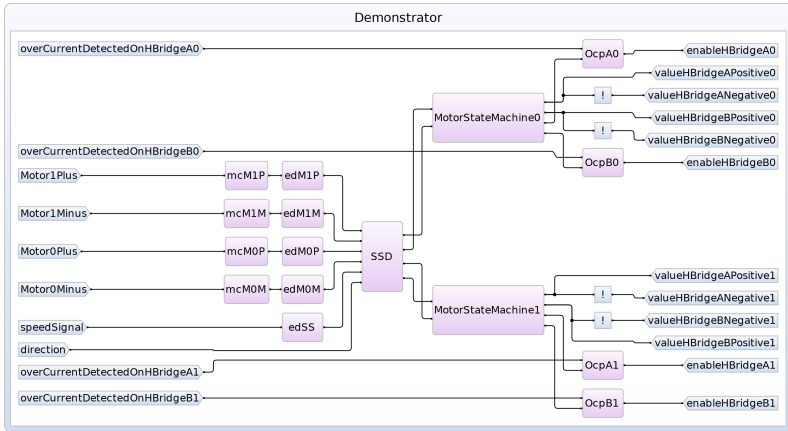 Demonstrator
overCurrentDetectedOnHBridgeA0
OcpA0
enableHBridgeA0
valueHBridgeAPositive0
!
valueHBridgeANegative0
MotorStateMachine0
valueHBridgeBPositive0
!
valueHBridgeBNegative0
overCurrentDetectedOnHBridgeB0
OcpB0
enableHBridgeB0
Motor1Plus
mcM1P
edM1P
Motor1Minus
mcM1M
edM1M
Motor0Plus
mcM0P
edM0P
SSD
Motor0Minus
mcM0M
edM0M
valueHBridgeAPositive1
!
valueHBridgeANegative1
MotorStateMachine1
speedSignal
edSS
!
valueHBridgeBNegative1
direction
valueHBridgeBPositive1
overCurrentDetectedOnHBridgeA1
OcpA1
enableHBridgeA1
overCurrentDetectedOnHBridgeB1
OcpB1
enableHBridgeB1